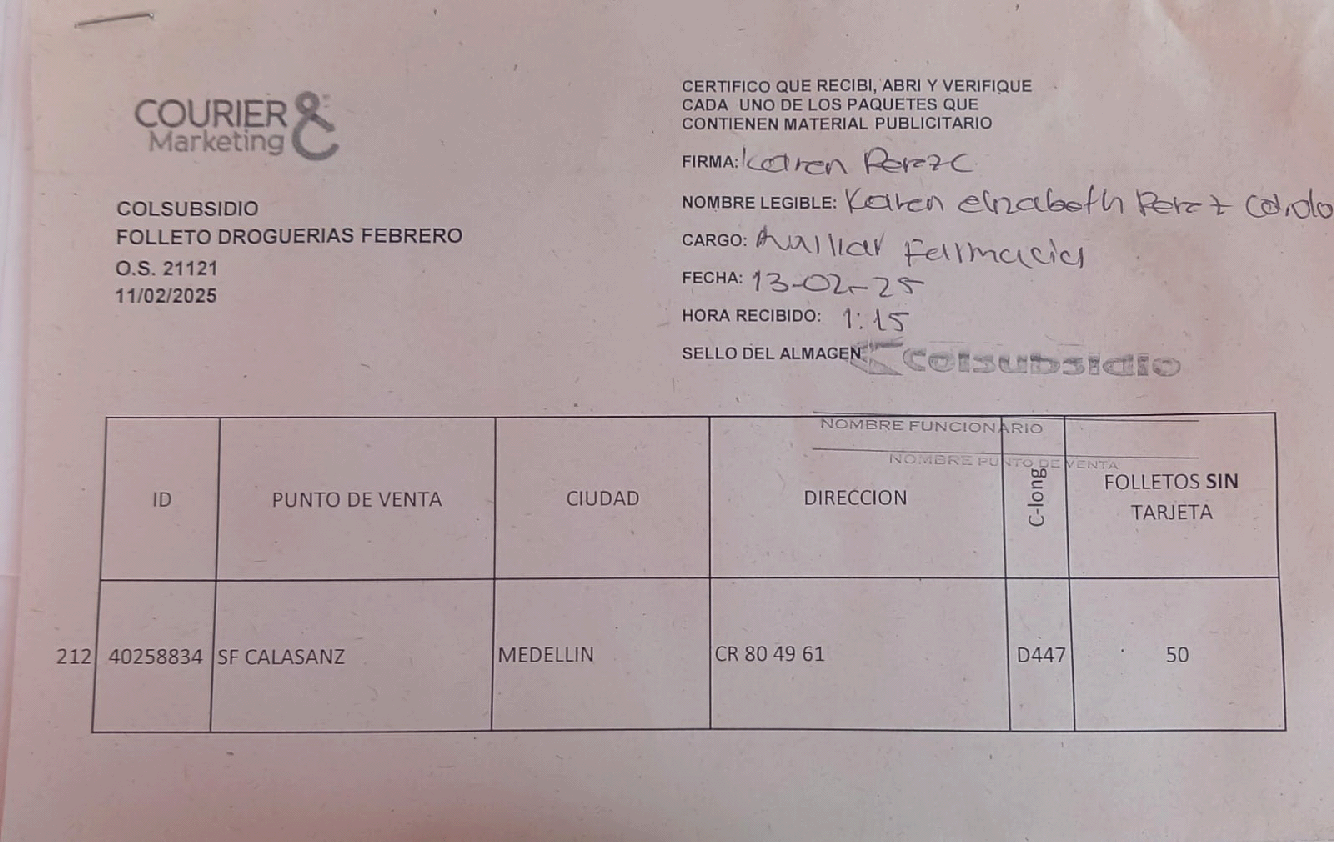 COURIER &
Marketing
COLSUBSIDIO
FOLLETO DROGUERIAS FEBRERO
O.S. 21121
11/02/2025
CERTIFICO QUE RECIBI, ABRI Y VERIFIQUE
CADA UNO DE LOS PAQUETES QUE
CONTIENEN MATERIAL PUBLICITARIO
FIRMA: Karen Perez C
NOMBRE LEGIBLE: Karen elizabeth Perez
CARGO: Auxiliar Farmacia
FECHA: 13-02-25
HORA RECIBIDO: 1:15
SELLO DEL ALMAGEN Colsubsidio
NOMBRE FUNCIONARIO
NOMBRE PUNTO DE VENTA
ID PUNTO DE VENTA CIUDAD DIRECCION C-long FOLLETOS SIN
TARJETA
212 40258834 SF CALASANZ MEDELLIN CR 80 49 61 D447 50